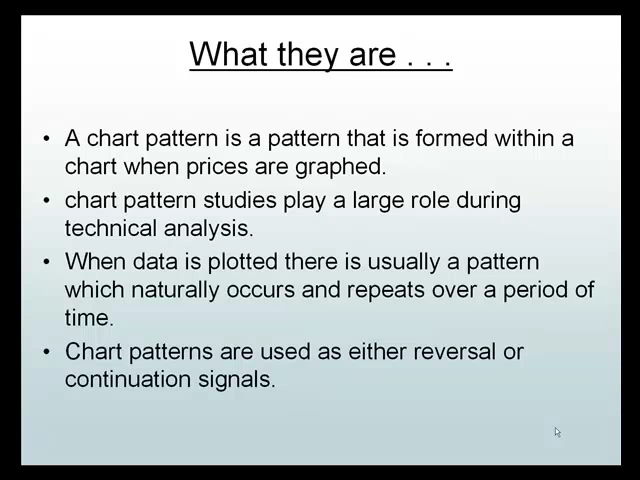 What they are . . .
• A chart pattern is a pattern that is formed within a
chart when prices are graphed.
• chart pattern studies play a large role during
technical analysis.
• When data is plotted there is usually a pattern
which naturally occurs and repeats over a period of
time.
• Chart patterns are used as either reversal or
continuation signals.